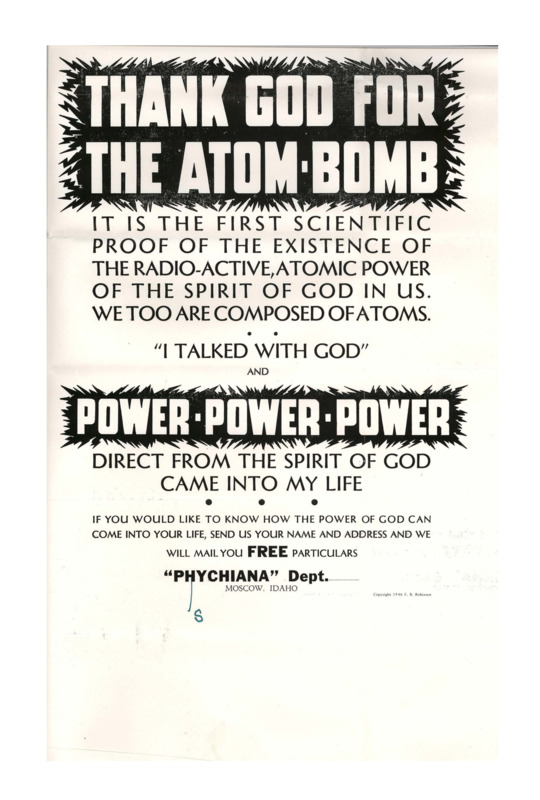 THANK GOD FOR
THE ATOM·BOMB
IT IS THE FIRST SCIENTIFIC
PROOF OF THE EXISTENCE OF
THE RADIO-ACTIVE, ATOMIC POWER
OF THE SPIRIT OF GOD IN US.
WE TOO ARE COMPOSED OF ATOMS.
"I TALKED WITH GOD"
AND
POWER·POWER·POWER
DIRECT FROM THE SPIRIT OF GOD
CAME INTO MY LIFE
IF YOU WOULD LIKE TO KNOW HOW THE POWER OF GOD CAN
COME INTO YOUR LIFE, SEND US YOUR NAME AND ADDRESS AND WE
WILL MAIL YOU FREE PARTICULARS
"PHYCHIANA" Dept.
MOSCOW, IDAHO
Copyright 1946 F. B. Robinson
S